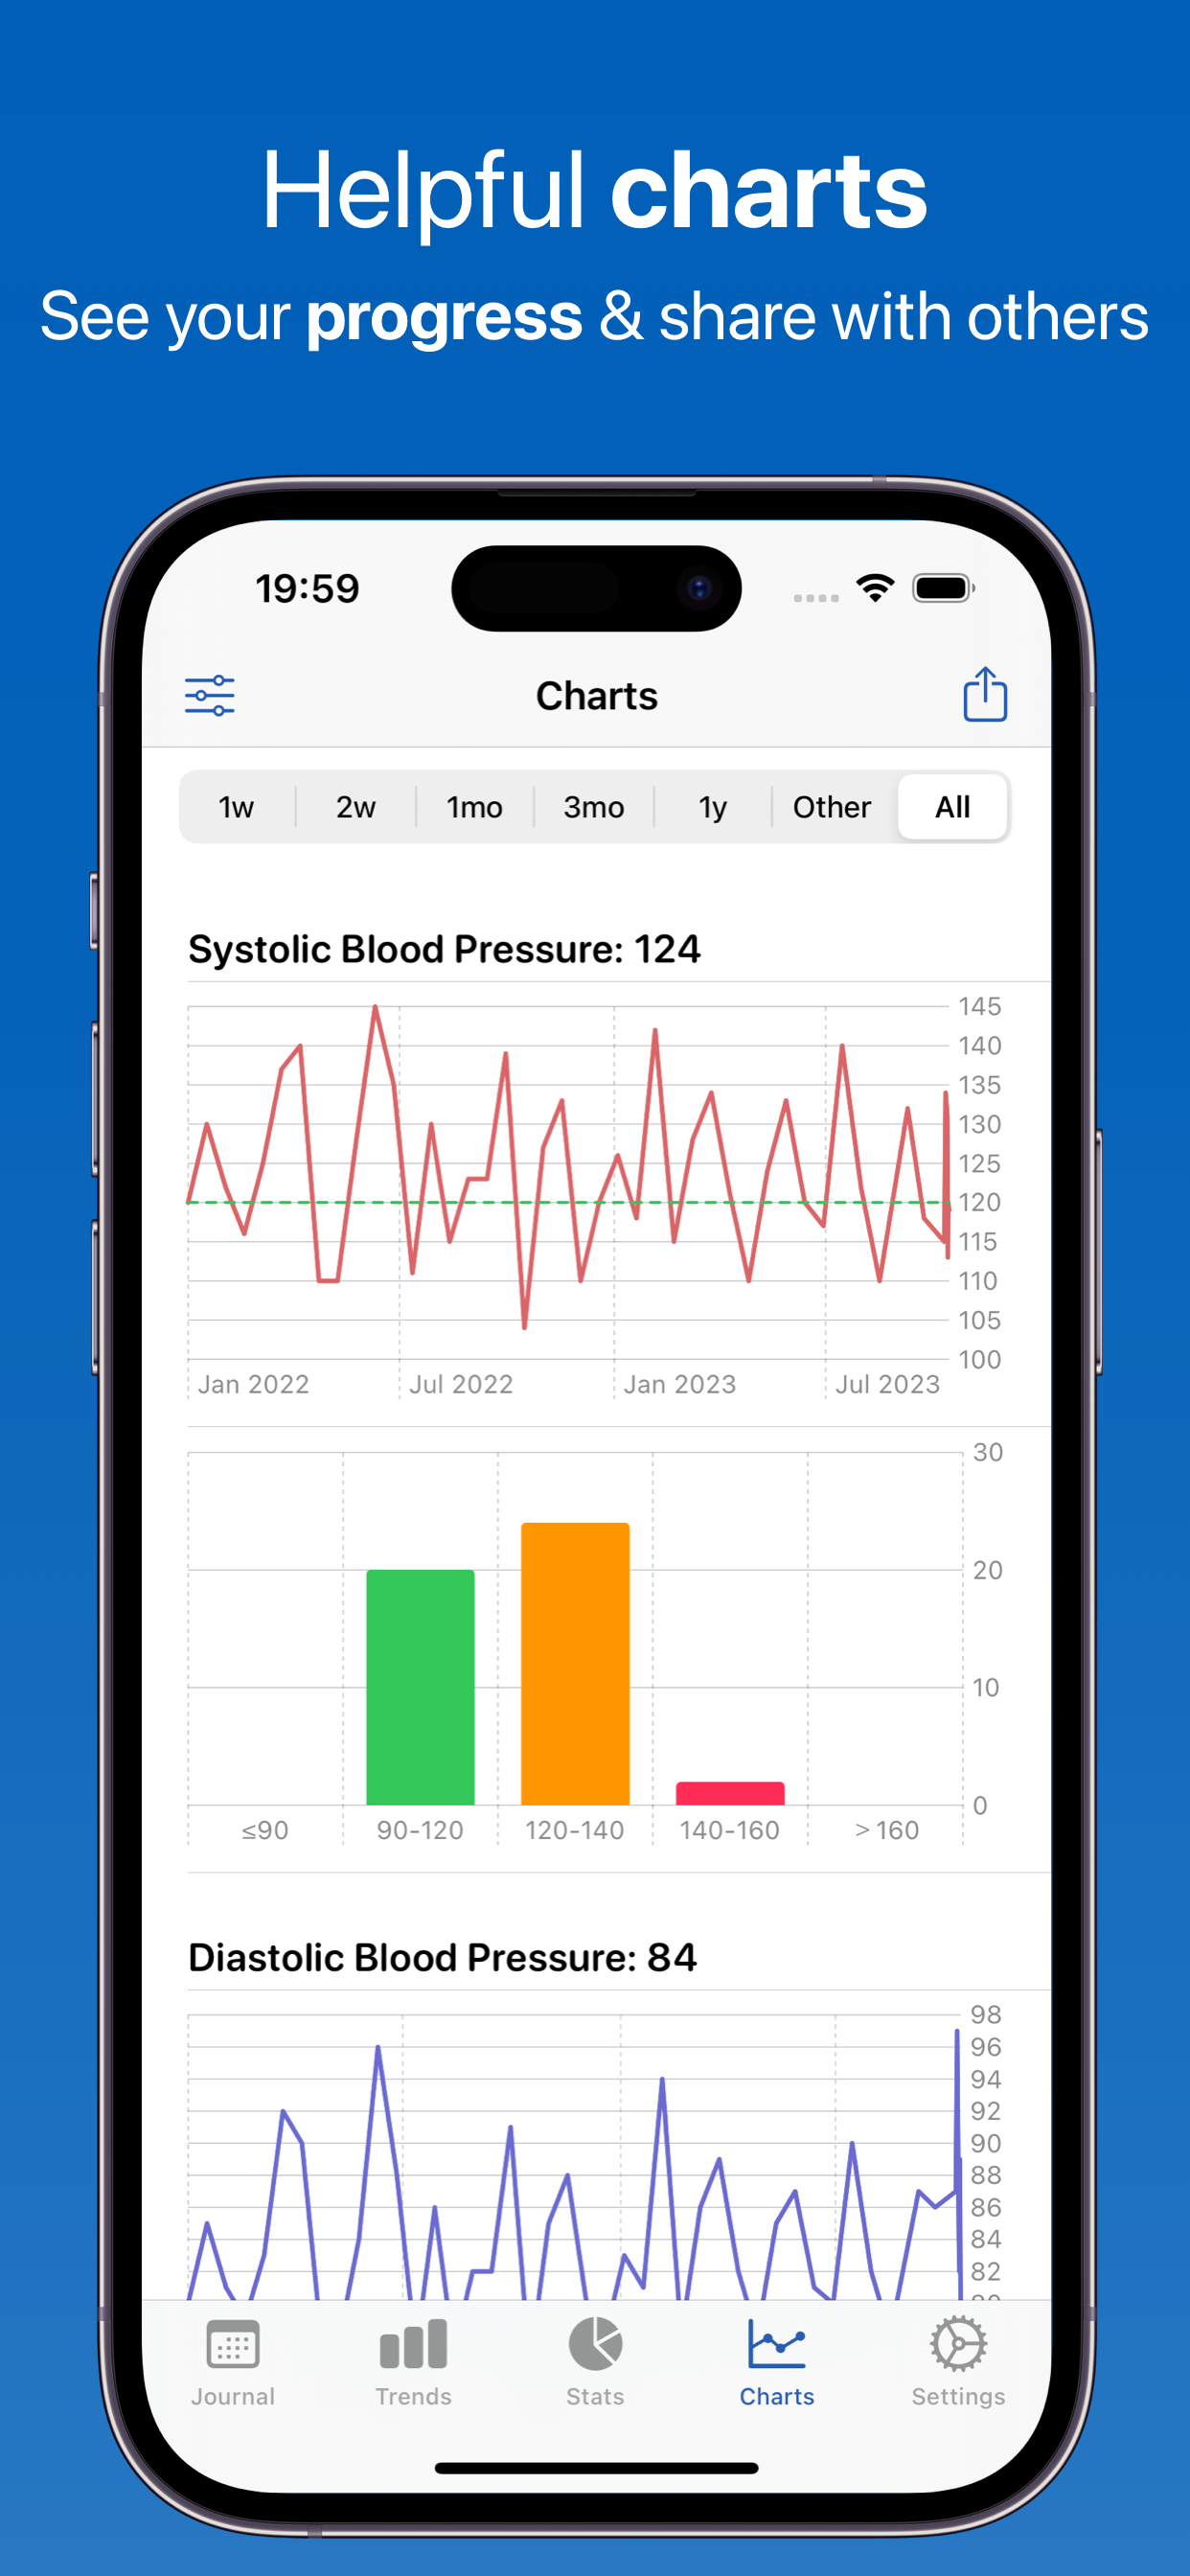 Helpful charts
See your progress & share with others
19:59
Charts
1w 2w 1mo 3mo 1y Other All
Systolic Blood Pressure: 124
145
140
135
130
125
120
115
110
105
100
Jan 2022 Jul 2022 Jan 2023 Jul 2023
30
20
10
0
≤90 90-120 120-140 140-160 > 160
Diastolic Blood Pressure: 84
98
96
94
92
90
88
86
84
82
Journal Trends Stats Charts Settings